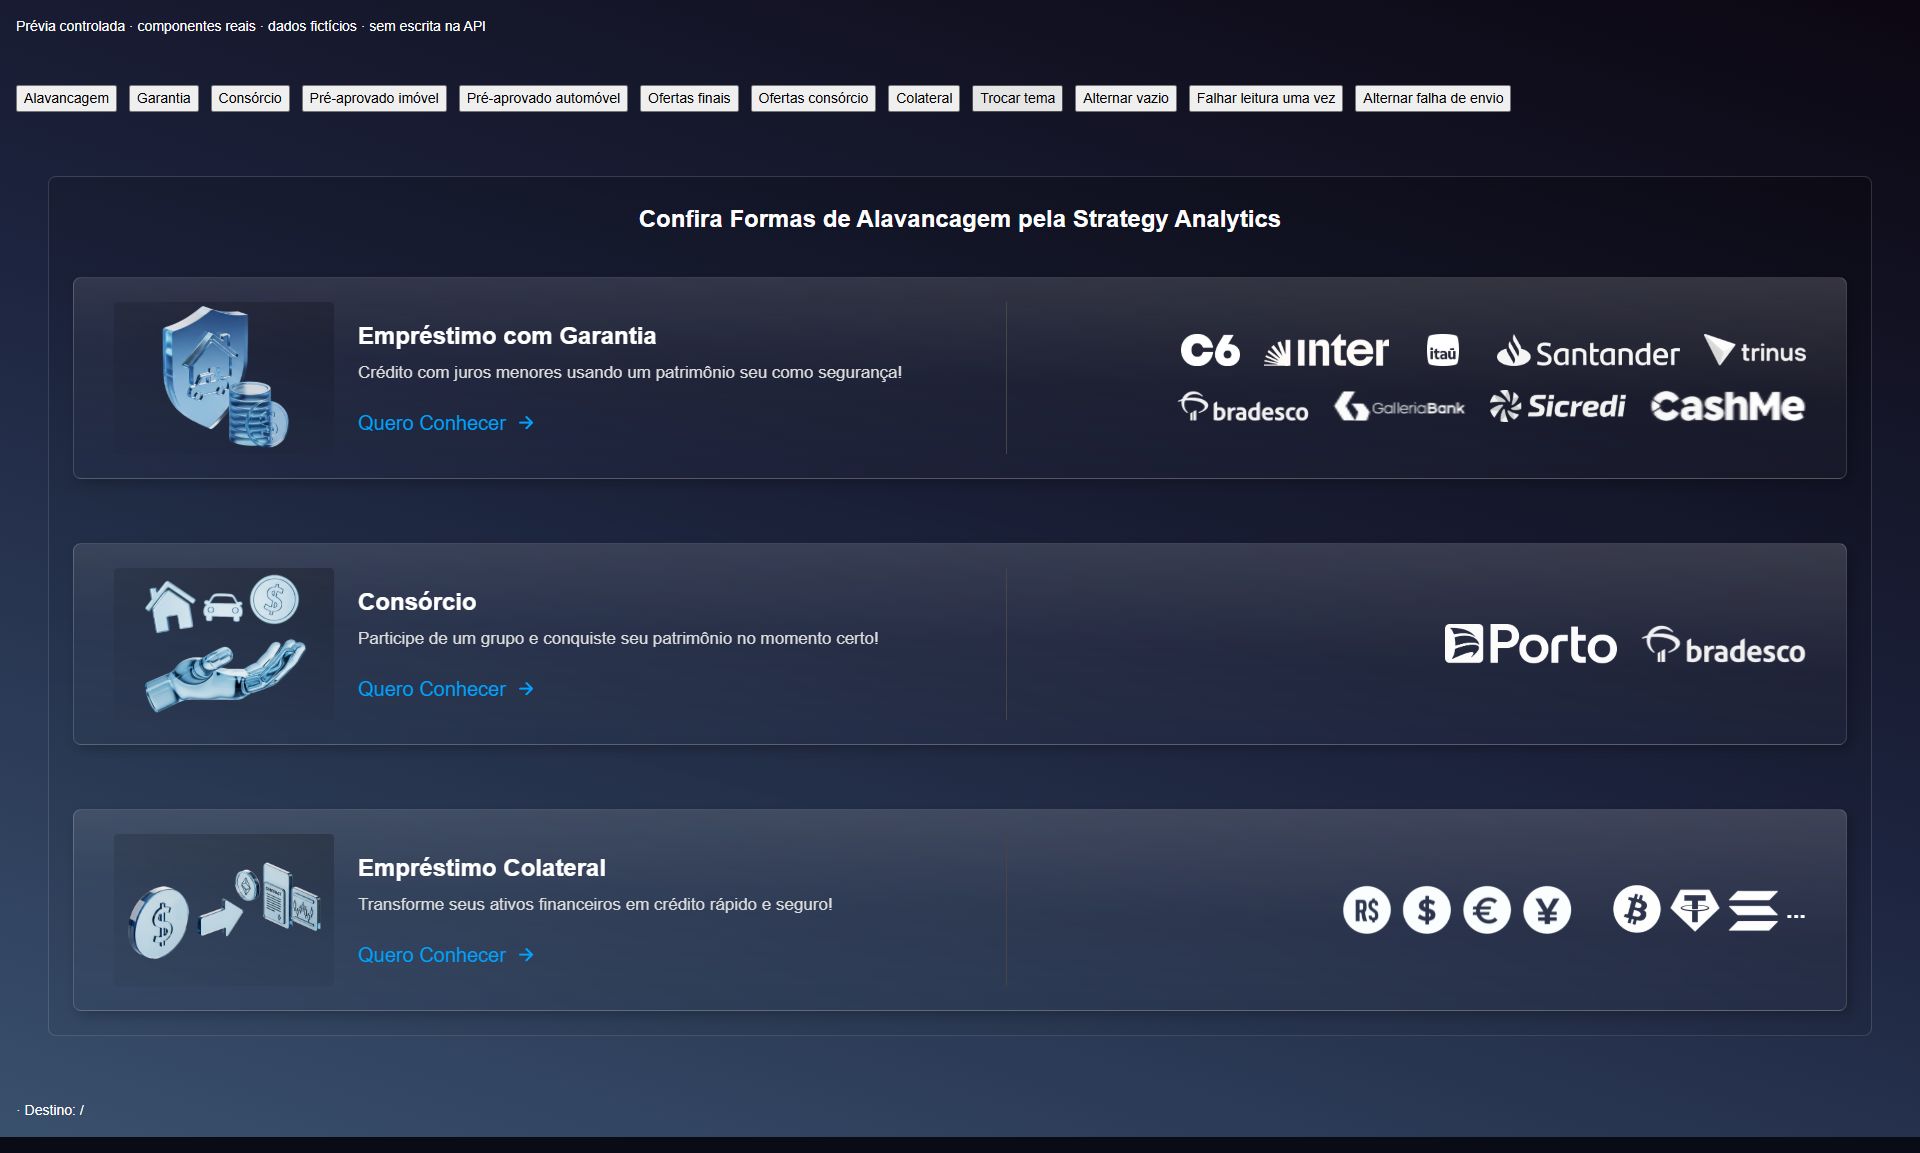 Prévia controlada · componentes reais · dados fictícios · sem escrita na API
Alavancagem Garantia Consórcio Pré-aprovado imóvel Pré-aprovado automóvel Ofertas finais Ofertas consórcio Colateral Trocar tema Alternar vazio Falhar leitura uma vez Alternar falha de envio
Confira Formas de Alavancagem pela Strategy Analytics
Empréstimo com Garantia
Crédito com juros menores usando um patrimônio seu como segurança!
Quero Conhecer →
C6 inter itaú Santander trinus
bradesco GalleriaBank Sicredi CashMe
Consórcio
Participe de um grupo e conquiste seu patrimônio no momento certo!
Quero Conhecer →
Porto bradesco
Empréstimo Colateral
Transforme seus ativos financeiros em crédito rápido e seguro!
Quero Conhecer →
R$ $ € ¥ ₿ T ...
· Destino: /